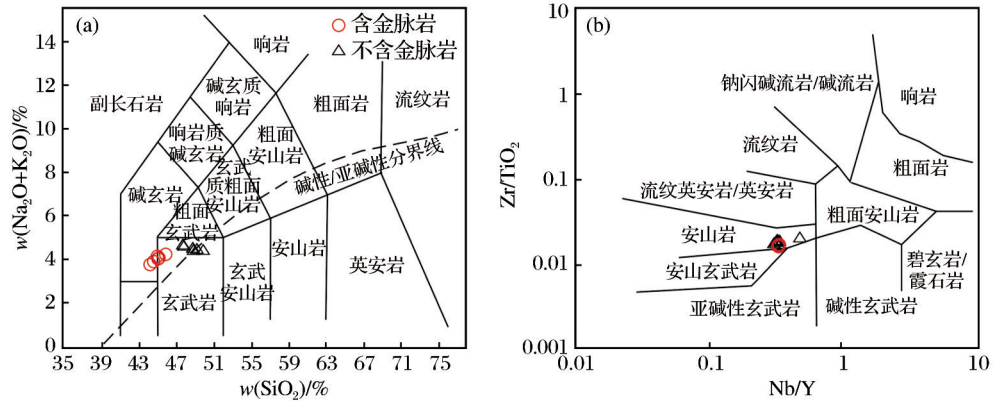 (a)
含金脉岩
不含金脉岩
响岩
碱玄质
响岩
副长石岩
粗面岩
流纹岩
响岩质
碱玄岩
粗面
安山岩
玄武
质粗面
安山岩
碱性/亚碱性分界线
碱玄岩
粗面
玄武岩
玄武岩
玄武
安山岩
安山岩
英安岩
w(Na₂O+K₂O)/%
14
12
10
8
6
4
2
0
35 39 43 47 51 55 59 63 67 71 75
w(SiO₂)/%
(b)
钠闪碱流岩/碱流岩
响岩
流纹岩
粗面岩
流纹英安岩/英安岩
粗面安山岩
安山岩
碧玄岩/
霞石岩
安山玄武岩
亚碱性玄武岩
碱性玄武岩
Zr/TiO₂
10
1
0.1
0.01
0.001
0.01 0.1 1 10
Nb/Y